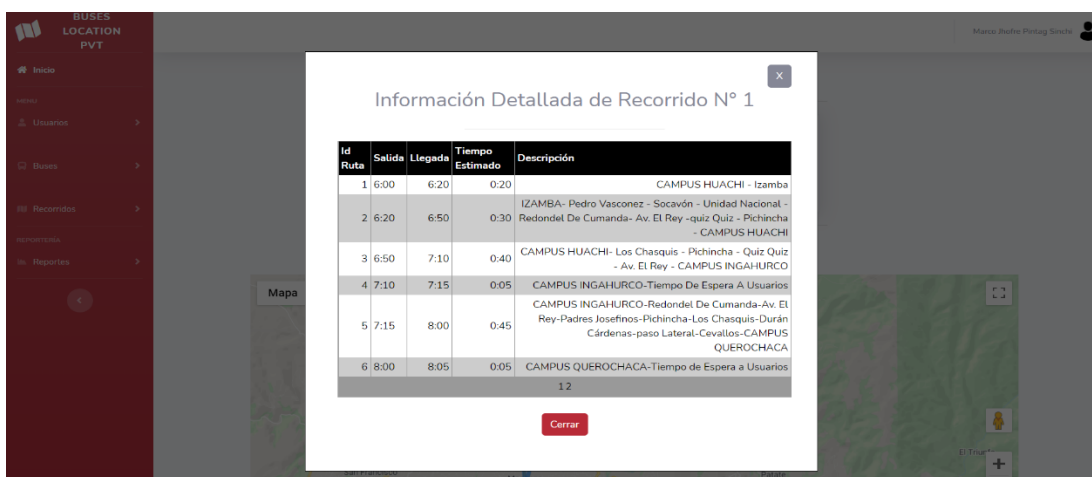 BUSES
LOCATION
PVT
Marco Jinihe Pintag Sinchi
Inicio
MENU
Usuarios
Buses
Recorridos
REPORTERÍA
Reportes
X
Información Detallada de Recorrido N° 1
Id Ruta Salida Llegada Tiempo Estimado Descripción
1 6:00 6:20 0:20 CAMPUS HUACHI - Izamba
2 6:20 6:50 0:30 IZAMBA- Pedro Vasconez - Socavón - Unidad Nacional -
Redondel De Cumanda- Av. El Rey -quiz Quiz - Pichincha
- CAMPUS HUACHI
3 6:50 7:10 0:40 CAMPUS HUACHI- Los Chasquis - Pichincha - Quiz Quiz
- Av. El Rey - CAMPUS INGAHURCO
4 7:10 7:15 0:05 CAMPUS INGAHURCO-Tiempo De Espera A Usuarios
5 7:15 8:00 0:45 CAMPUS INGAHURCO-Redondel De Cumanda-Av. El
Rey-Padres Josefinos-Pichincha-Los Chasquis-Durán
Cárdenas-paso Lateral-Cevallos-CAMPUS
QUEROCHACA
6 8:00 8:05 0:05 CAMPUS QUEROCHACA-Tiempo de Espera a Usuarios
1 2
Cerrar
Mapa
San Francisco